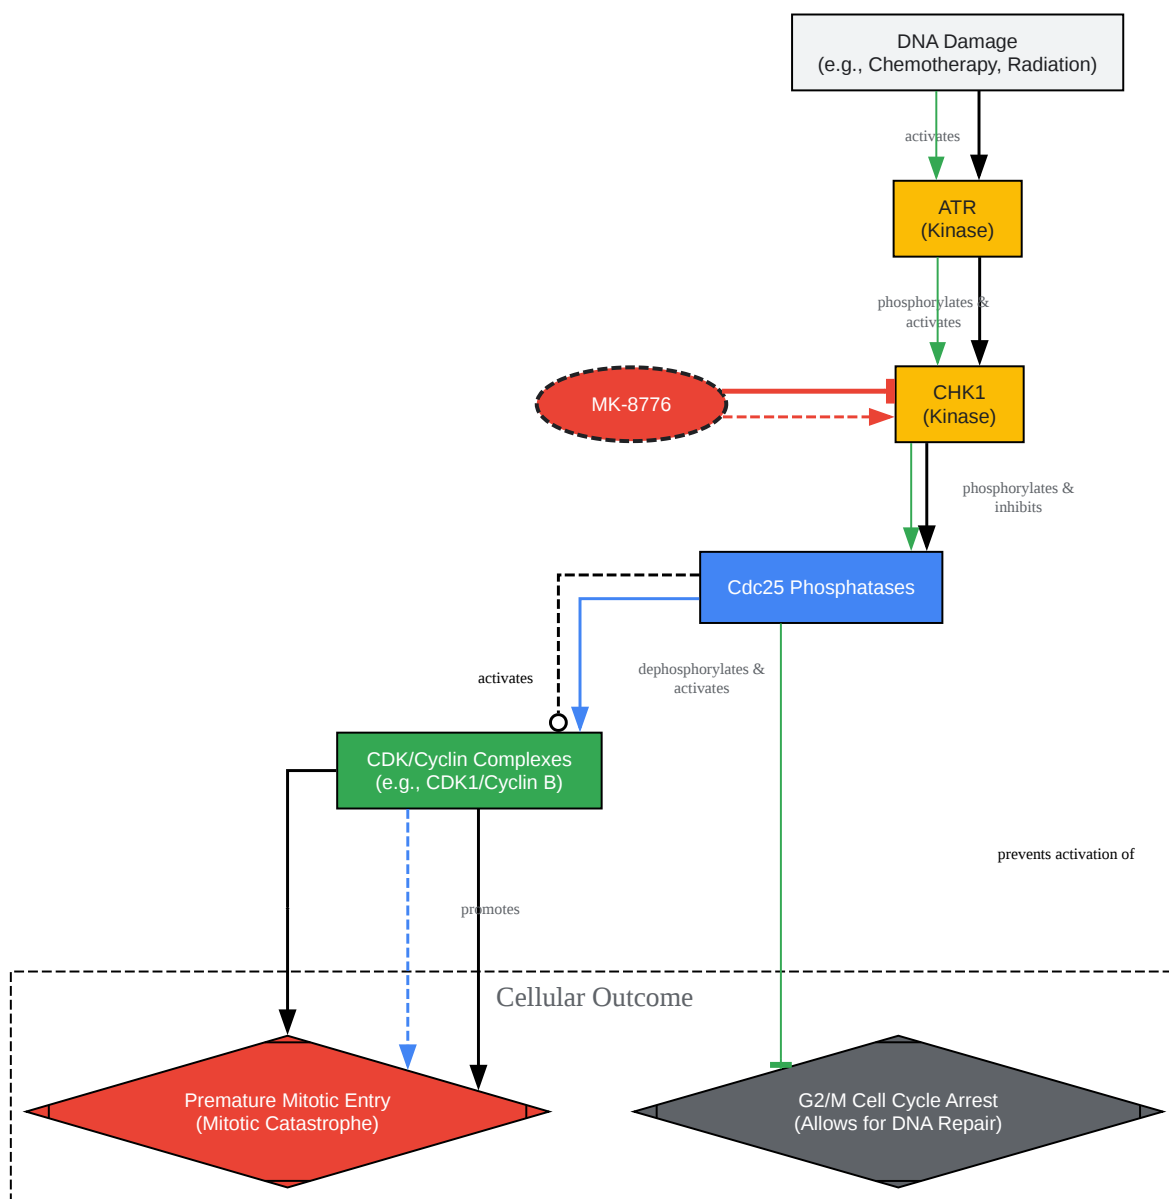 DNA Damage
(e.g., Chemotherapy, Radiation)
activates
ATR
(Kinase)
phosphorylates &
activates
MK-8776
CHK1
(Kinase)
phosphorylates &
inhibits
Cdc25 Phosphatases
dephosphorylates &
activates
activates
CDK/Cyclin Complexes
(e.g., CDK1/Cyclin B)
prevents activation of
promotes
Cellular Outcome
Premature Mitotic Entry
(Mitotic Catastrophe)
G2/M Cell Cycle Arrest
(Allows for DNA Repair)